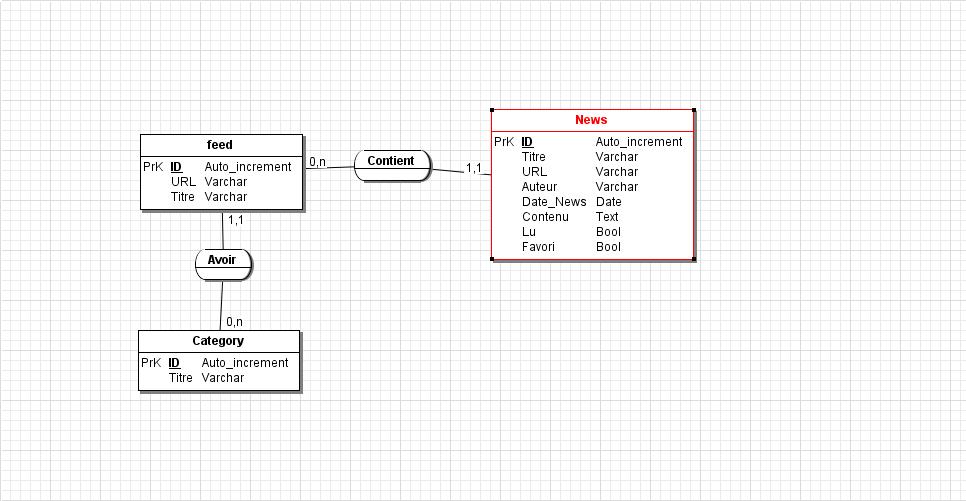 feed
PrK ID Auto_increment
URL Varchar
Titre Varchar
0,n
Contient
1,1
News
PrK ID Auto_increment
Titre Varchar
URL Varchar
Auteur Varchar
Date_News Date
Contenu Text
Lu Bool
Favori Bool
1,1
Avoir
0,n
Category
PrK ID Auto_increment
Titre Varchar